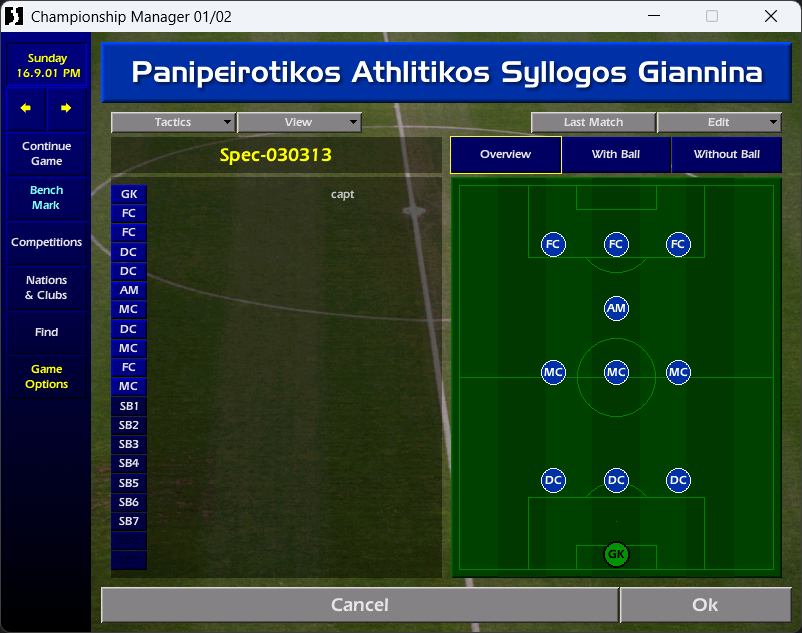 Championship Manager 01/02
Sunday
16.9.01 PM
Continue
Game
Bench
Mark
Competitions
Nations
& Clubs
Find
Game
Options
Panipeirotikos Athlitikos Syllogos Giannina
Tactics
View
Last Match
Edit
Spec-030313
GK
capt
FC
FC
DC
DC
AM
MC
DC
MC
FC
MC
SB1
SB2
SB3
SB4
SB5
SB6
SB7
Overview
With Ball
Without Ball
FC FC FC
AM
MC MC MC
DC DC DC
GK
Cancel
Ok